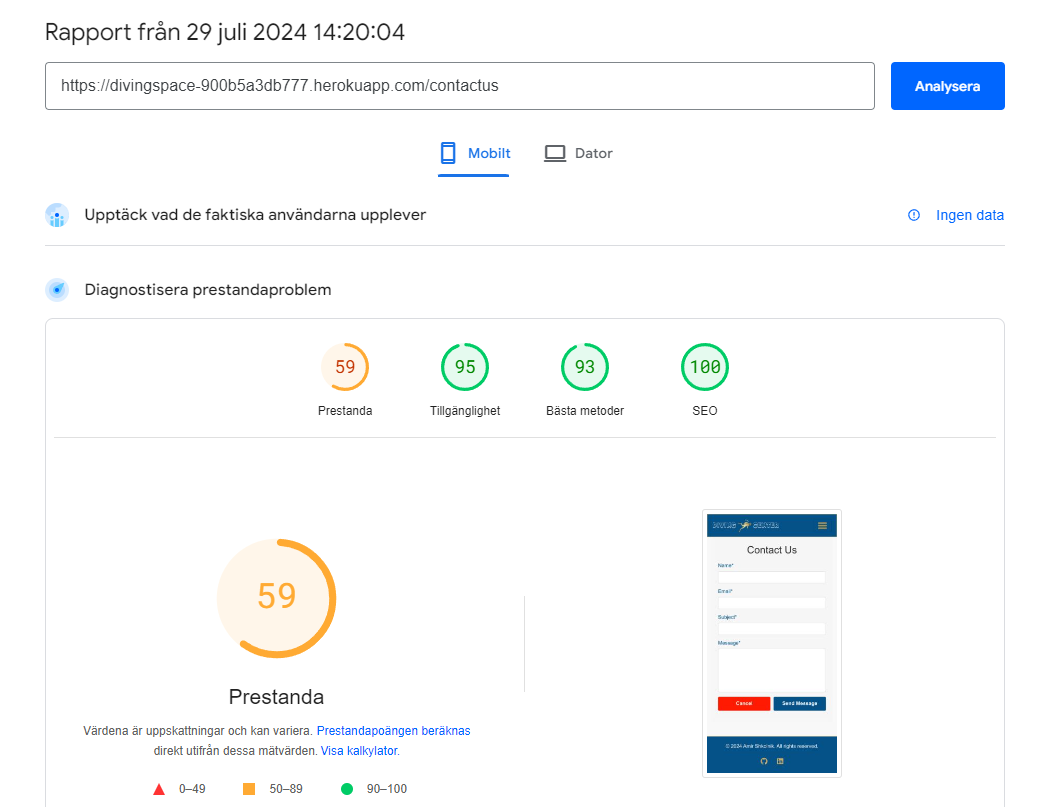 Rapport från 29 juli 2024 14:20:04
https://divingspace-900b5a3db777.herokuapp.com/contactus
Analysera
Mobilt
Dator
Upptäck vad de faktiska användarna upplever
Ingen data
Diagnostisera prestandaproblem
59
95
93
100
Prestanda
Tillgänglighet
Bästa metoder
SEO
59
Prestanda
Värdena är uppskattningar och kan variera. Prestandapoängen beräknas
direkt utifrån dessa mätvärden. Visa kalkylator.
0–49
50–89
90–100
DIVING CENTER
Contact Us
Name*
Email*
Subject*
Message*
Cancel
Send Message
© 2024 Amir Shkolnik. All rights reserved.